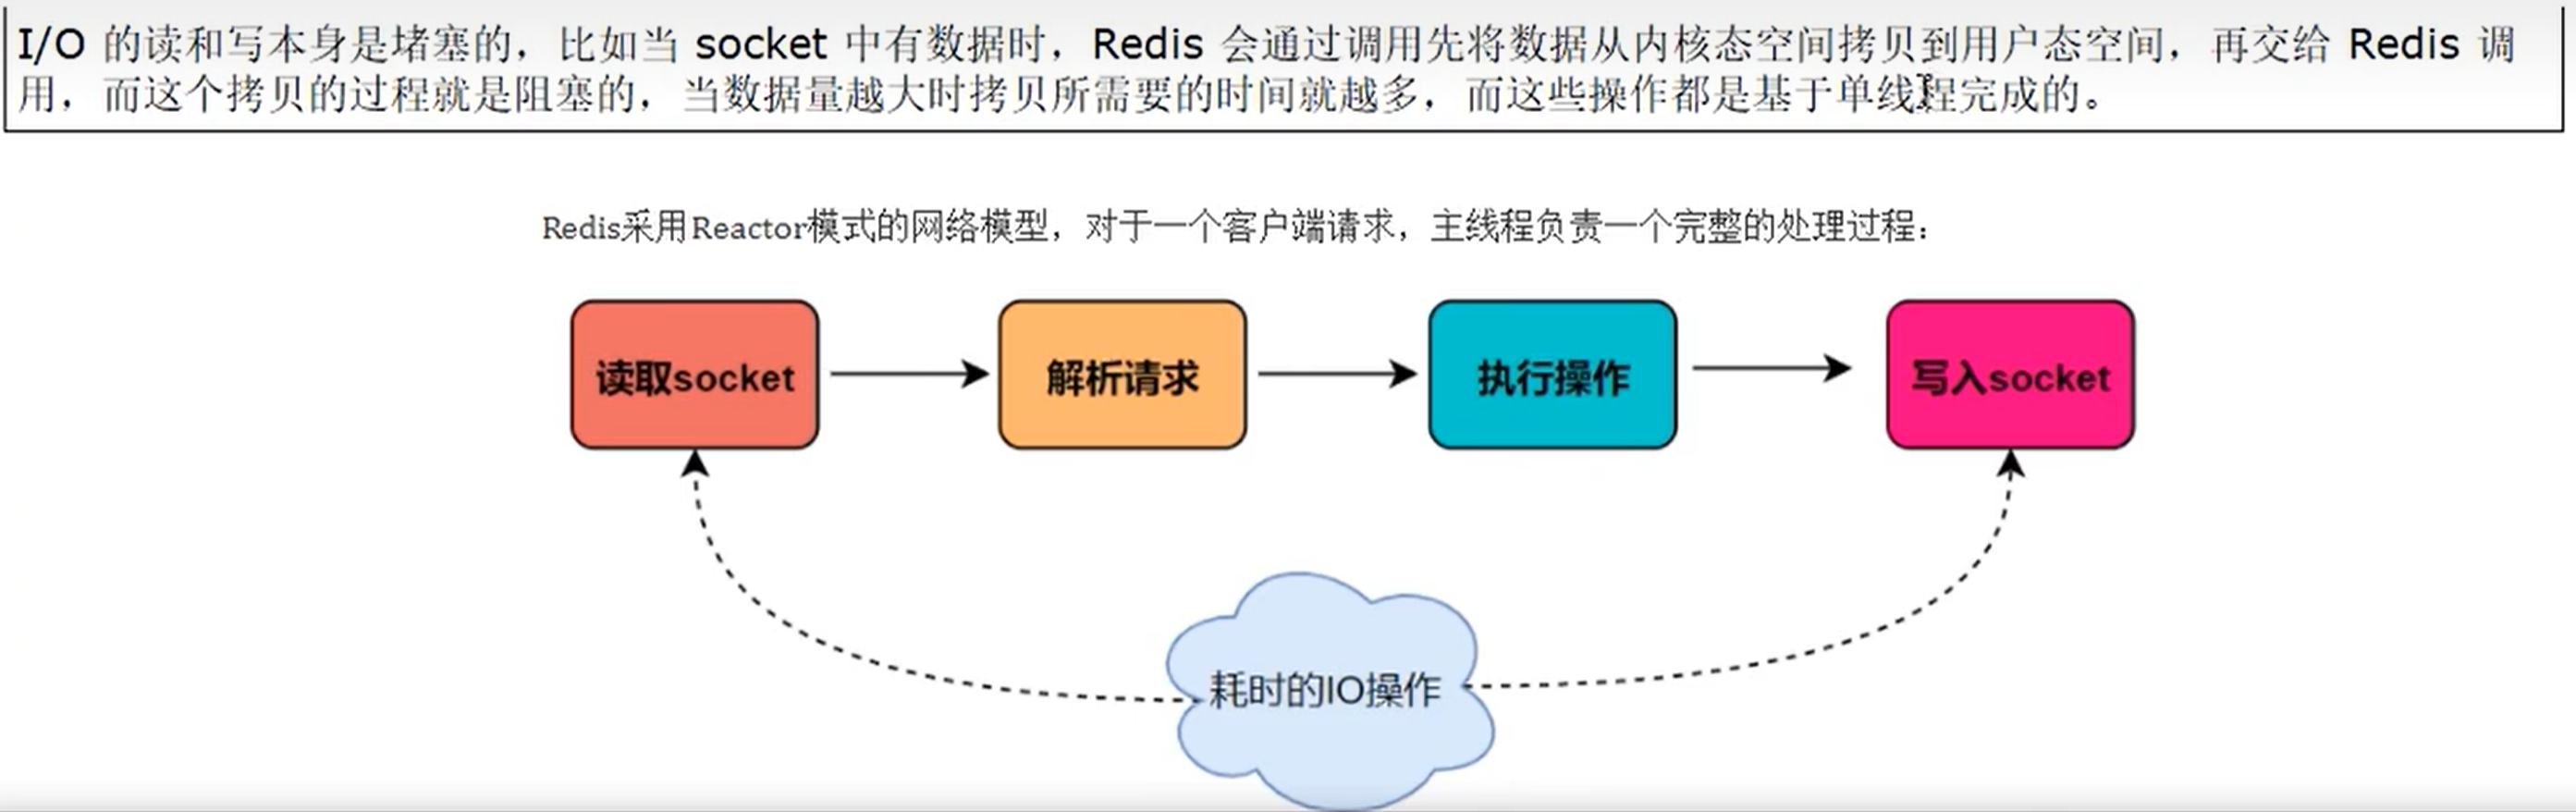 I/O 的读和写本身是堵塞的，比如当 socket 中有数据时，Redis 会通过调用先将数据从内核态空间拷贝到用户态空间，再交给 Redis 调
用，而这个拷贝的过程就是阻塞的，当数据量越大时拷贝所需要的时间就越多，而这些操作都是基于单线程完成的。
Redis采用Reactor模式的网络模型，对于一个客户端请求，主线程负责一个完整的处理过程：
读取socket
解析请求
执行操作
写入socket
耗时的IO操作